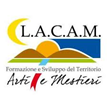 L.A.C.A.M.
Formazione e Sviluppo del Territorio
Arti e Mestieri